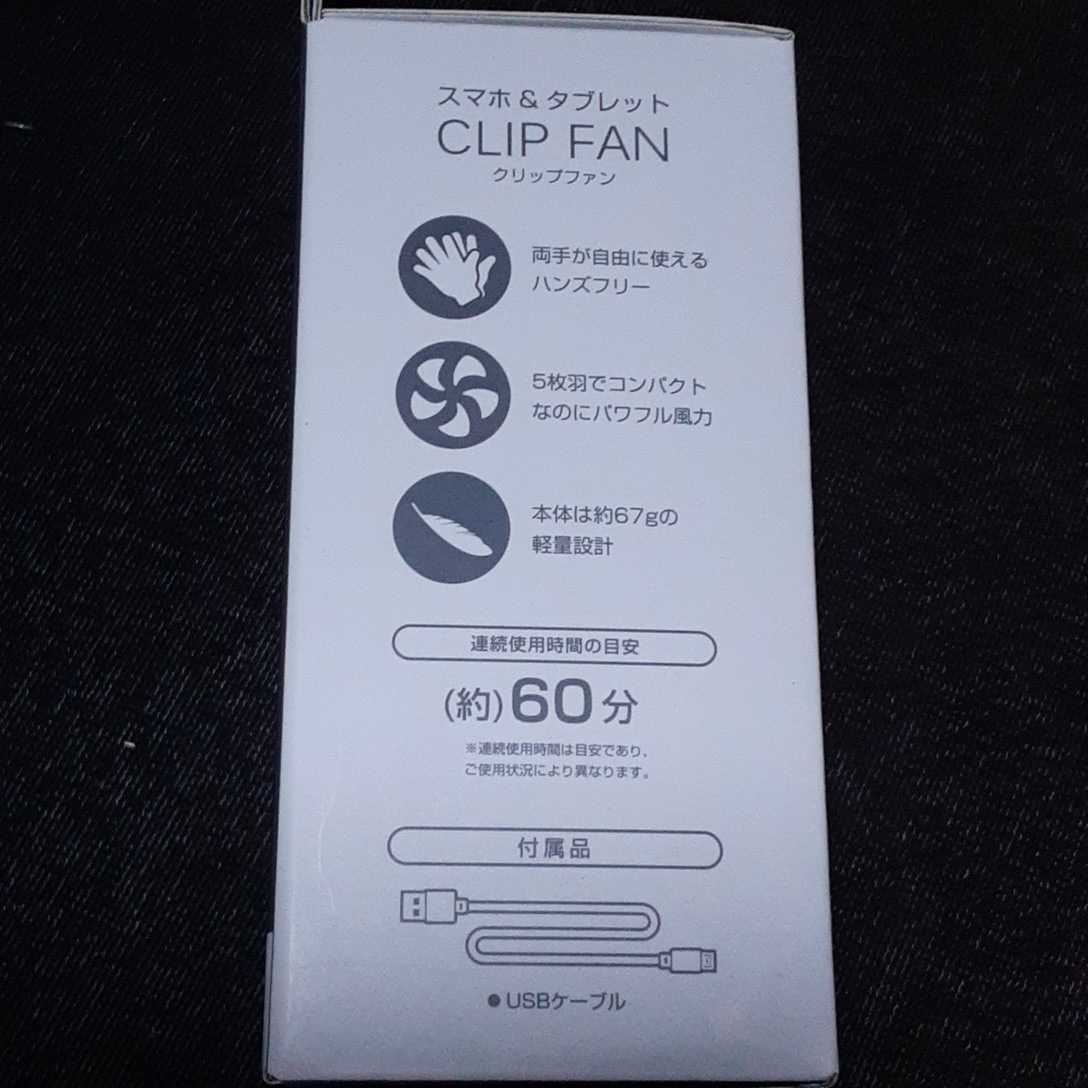 スマホ & タブレット
CLIP FAN
クリップファン
両手が自由に使える
ハンズフリー
5枚羽でコンパクト
なのにパワフル風力
本体は約67gの
軽量設計
連続使用時間の目安
(約)60分
※連続使用時間は目安であり、
ご使用状況により異なります。
付属品
●USBケーブル